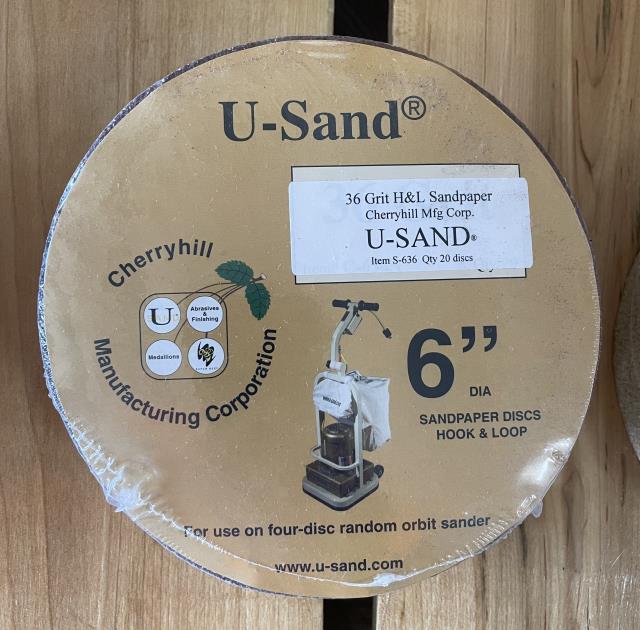 U-Sand®
36 Grit H&L Sandpaper
Cherryhill Mfg Corp.
U-SAND®
Item S-636 Qty 20 discs
Cherryhill
U
Abrasives
& Finishing
Medallions
Manufacturing Corporation
6”
DIA
SANDPAPER DISCS
HOOK & LOOP
For use on four-disc random orbit sander
www.u-sand.com